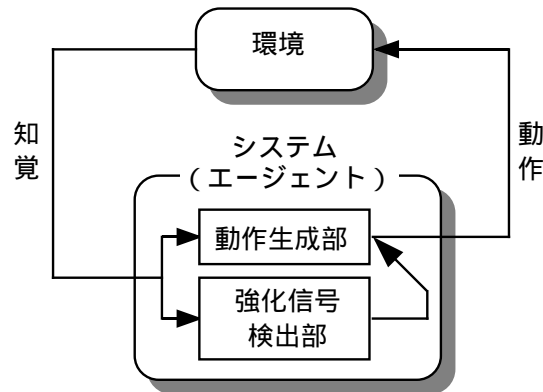 環境
知覚
動作
システム
（エージェント）
動作生成部
強化信号
検出部